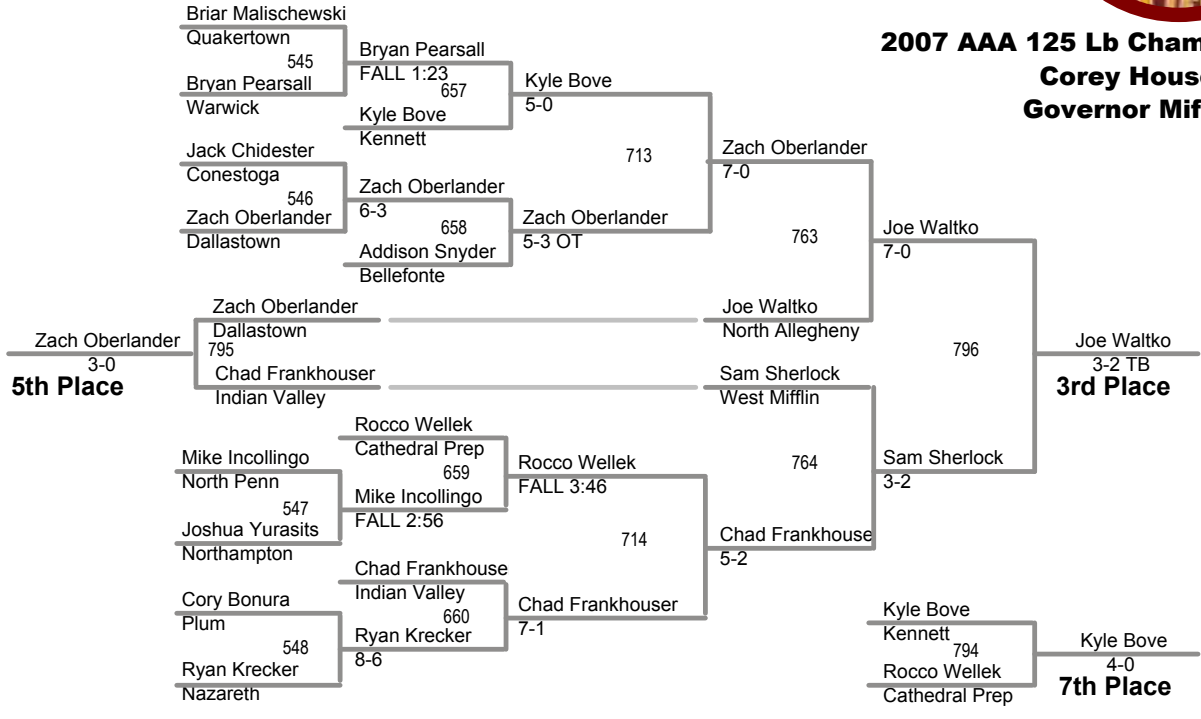 Briar Malischewski
Quakertown
545
Bryan Pearsall
Warwick
Bryan Pearsall
FALL 1:23
657
Kyle Bove
Kennett
Kyle Bove
5-0
2007 AAA 125 Lb Cham
Corey House
Governor Mif
Jack Chidester
Conestoga
546
Zach Oberlander
Dallastown
Zach Oberlander
6-3
658
Addison Snyder
Bellefonte
Zach Oberlander
5-3 OT
713
Zach Oberlander
7-0
763
Joe Waltko
North Allegheny
Joe Waltko
7-0
Zach Oberlander
Dallastown
795
Chad Frankhouser
Indian Valley
Zach Oberlander
3-0
5th Place
Sam Sherlock
West Mifflin
764
Sam Sherlock
3-2
796
Joe Waltko
3-2 TB
3rd Place
Rocco Wellek
Cathedral Prep
659
Mike Incollingo
North Penn
547
Joshua Yurasits
Northampton
Mike Incollingo
FALL 2:56
Rocco Wellek
FALL 3:46
714
Chad Frankhouse
5-2
Chad Frankhouse
Indian Valley
660
Cory Bonura
Plum
548
Ryan Krecker
Nazareth
Ryan Krecker
8-6
Chad Frankhouser
7-1
Kyle Bove
Kennett
794
Rocco Wellek
Cathedral Prep
Kyle Bove
4-0
7th Place